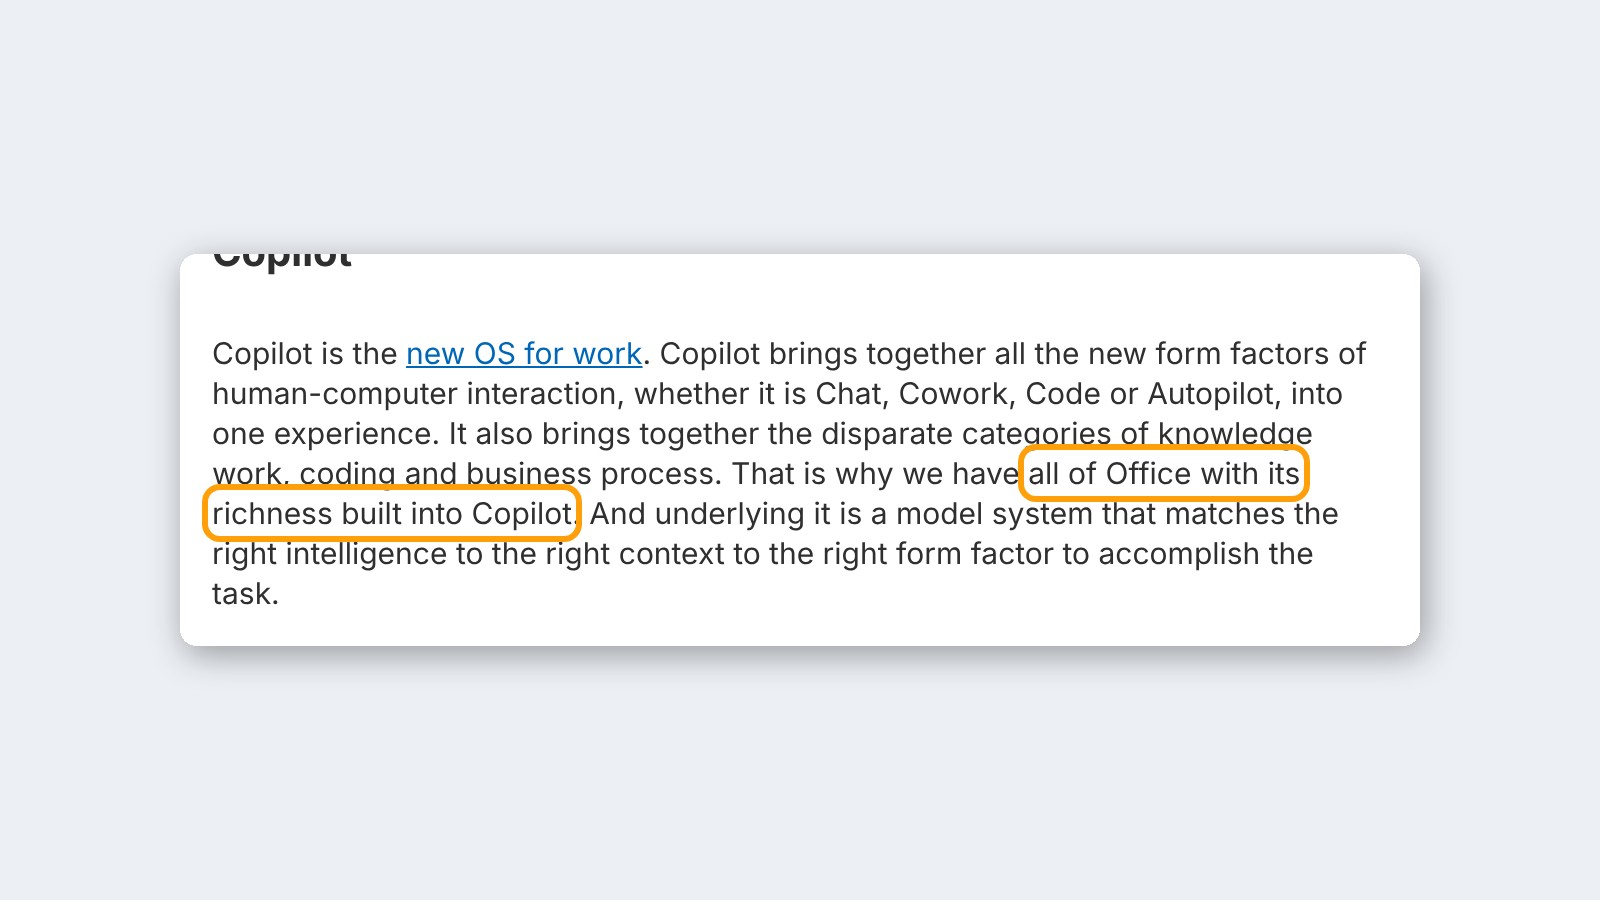 Copilot
Copilot is the new OS for work. Copilot brings together all the new form factors of
human-computer interaction, whether it is Chat, Cowork, Code or Autopilot, into
one experience. It also brings together the disparate categories of knowledge
work, coding and business process. That is why we have all of Office with its
richness built into Copilot. And underlying it is a model system that matches the
right intelligence to the right context to the right form factor to accomplish the
task.